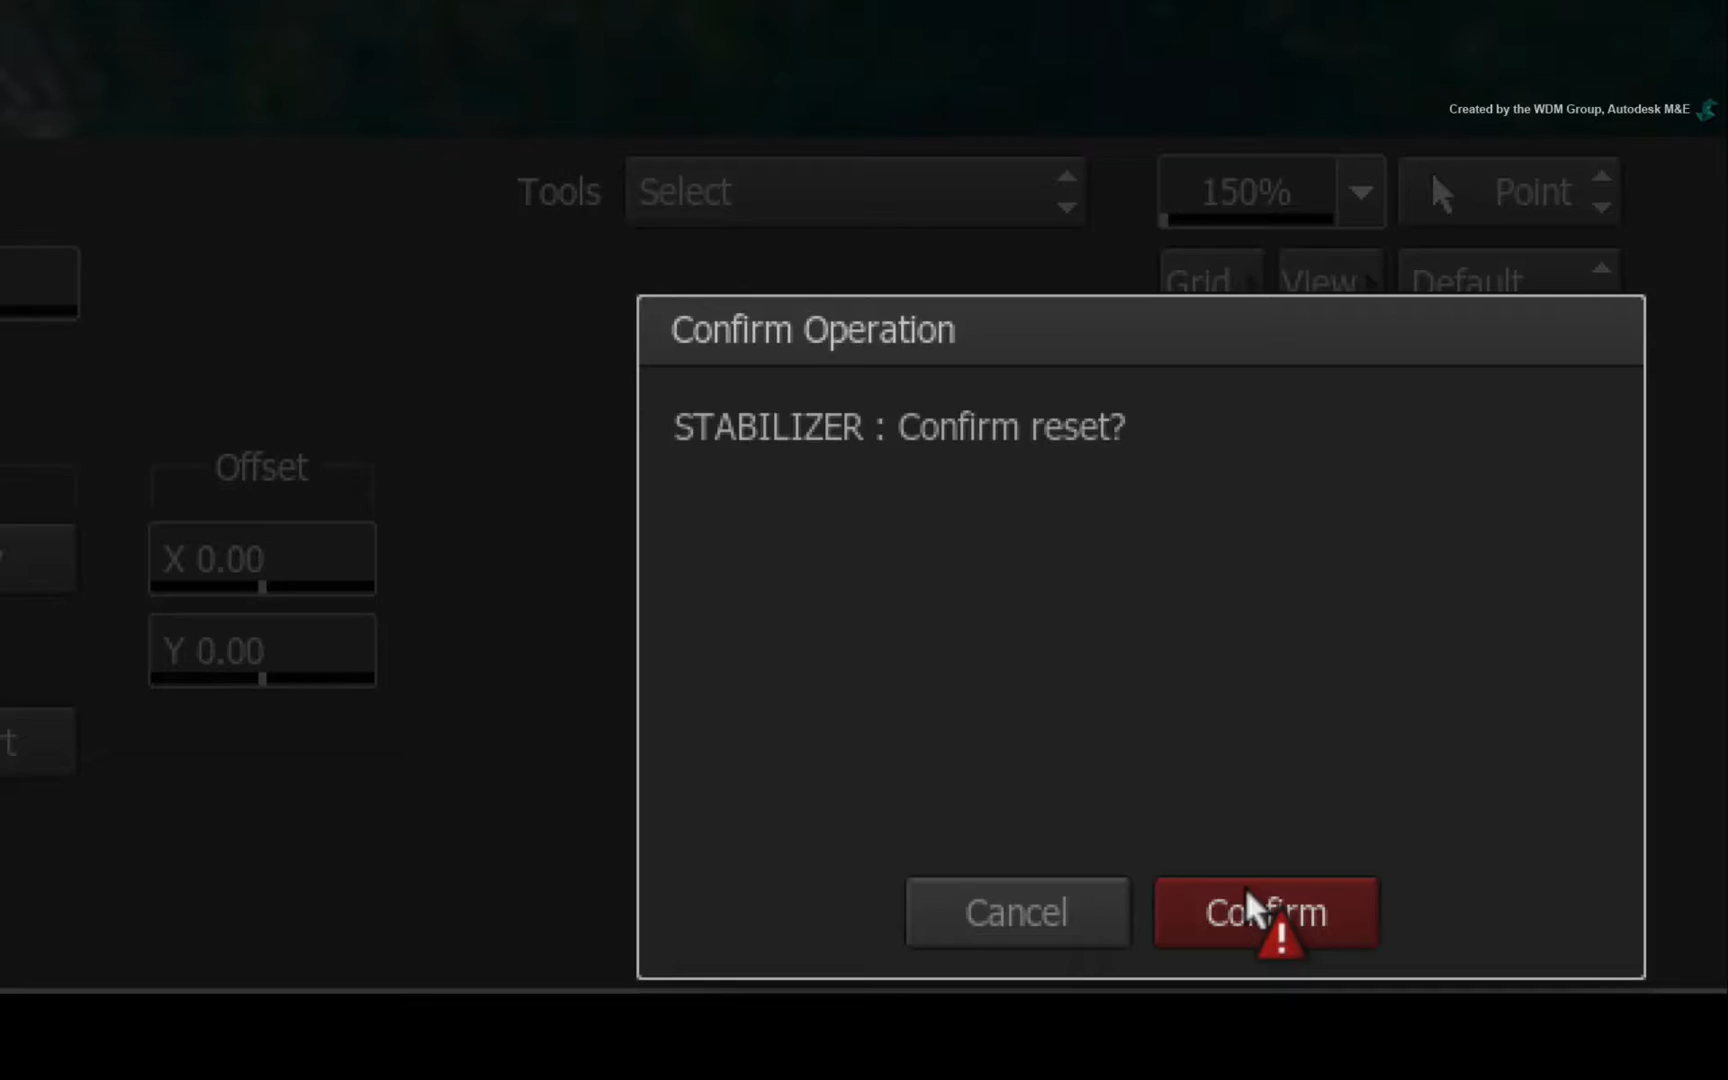 Created by the WDM Group, Autodesk M&E
Tools
Select
150%
Point
Grid
View
Default
Confirm Operation
STABILIZER : Confirm reset?
Offset
X 0.00
Y 0.00
Cancel
Confirm